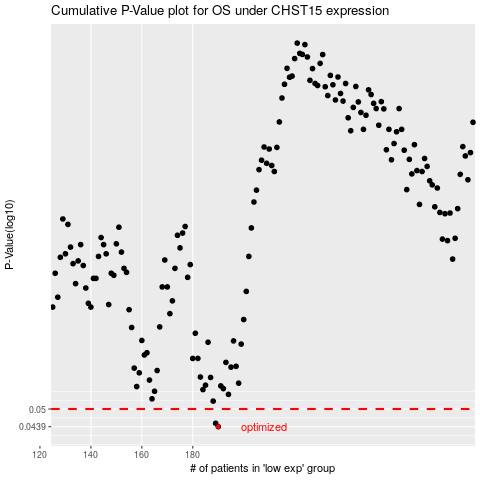 Cumulative P-Value plot for OS under CHST15 expression
P-Value(log10)
0.05
0.0439
optimized
120 140 160 180
# of patients in 'low exp' group